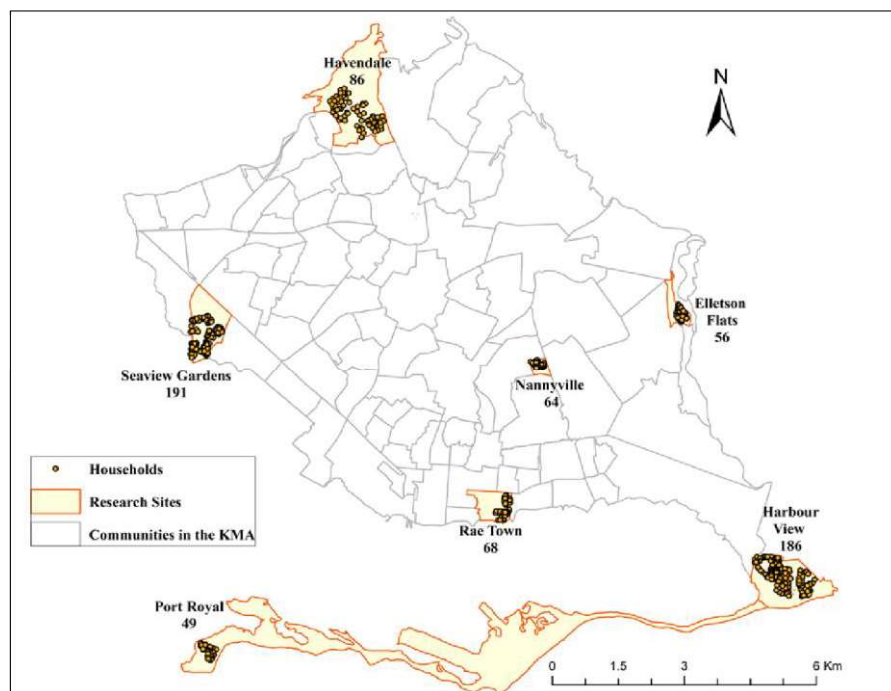 Havendale
86
N
Elletson
Flats
56
Seaview Gardens
191
Nannyville
64
Households
Research Sites
Communities in the KMA
Rae Town
68
Harbour
View
186
Port Royal
49
0 1.5 3 6 Km